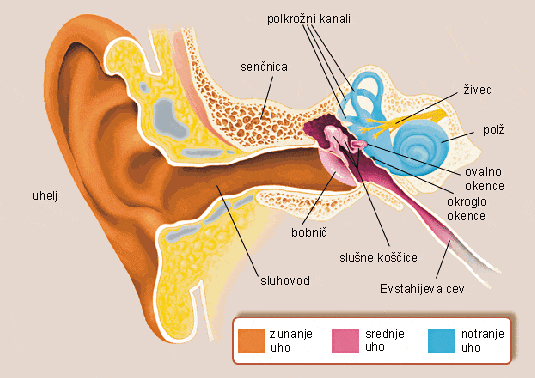 polkrožni kanali
senčnica
živec
polž
uhelj
ovalno
okence
okroglo
okence
bobnič
slušne koščice
sluhovod
Evstahijeva cev
zunanje
uho
srednje
uho
notranje
uho